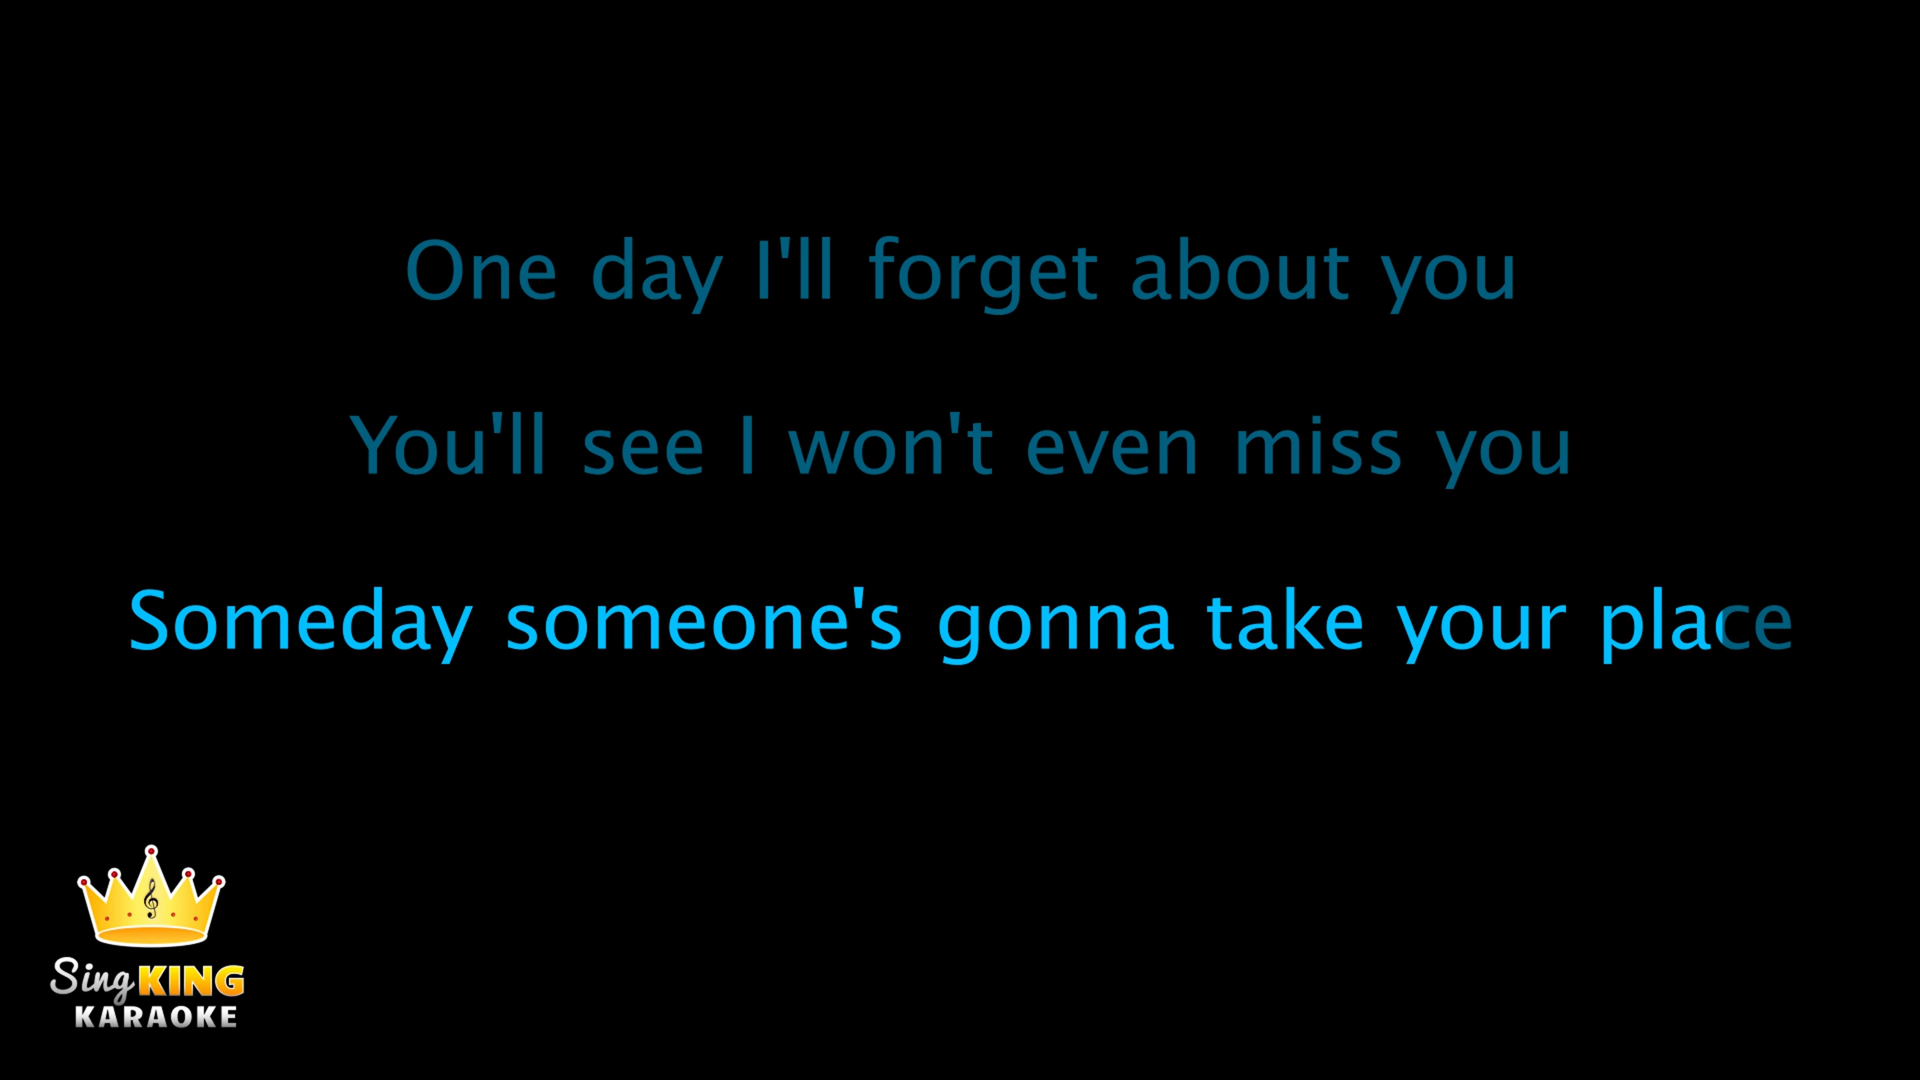 One day I'll forget about you
You'll see I won't even miss you
Someday someone's gonna take your place
Sing KING
KARAOKE